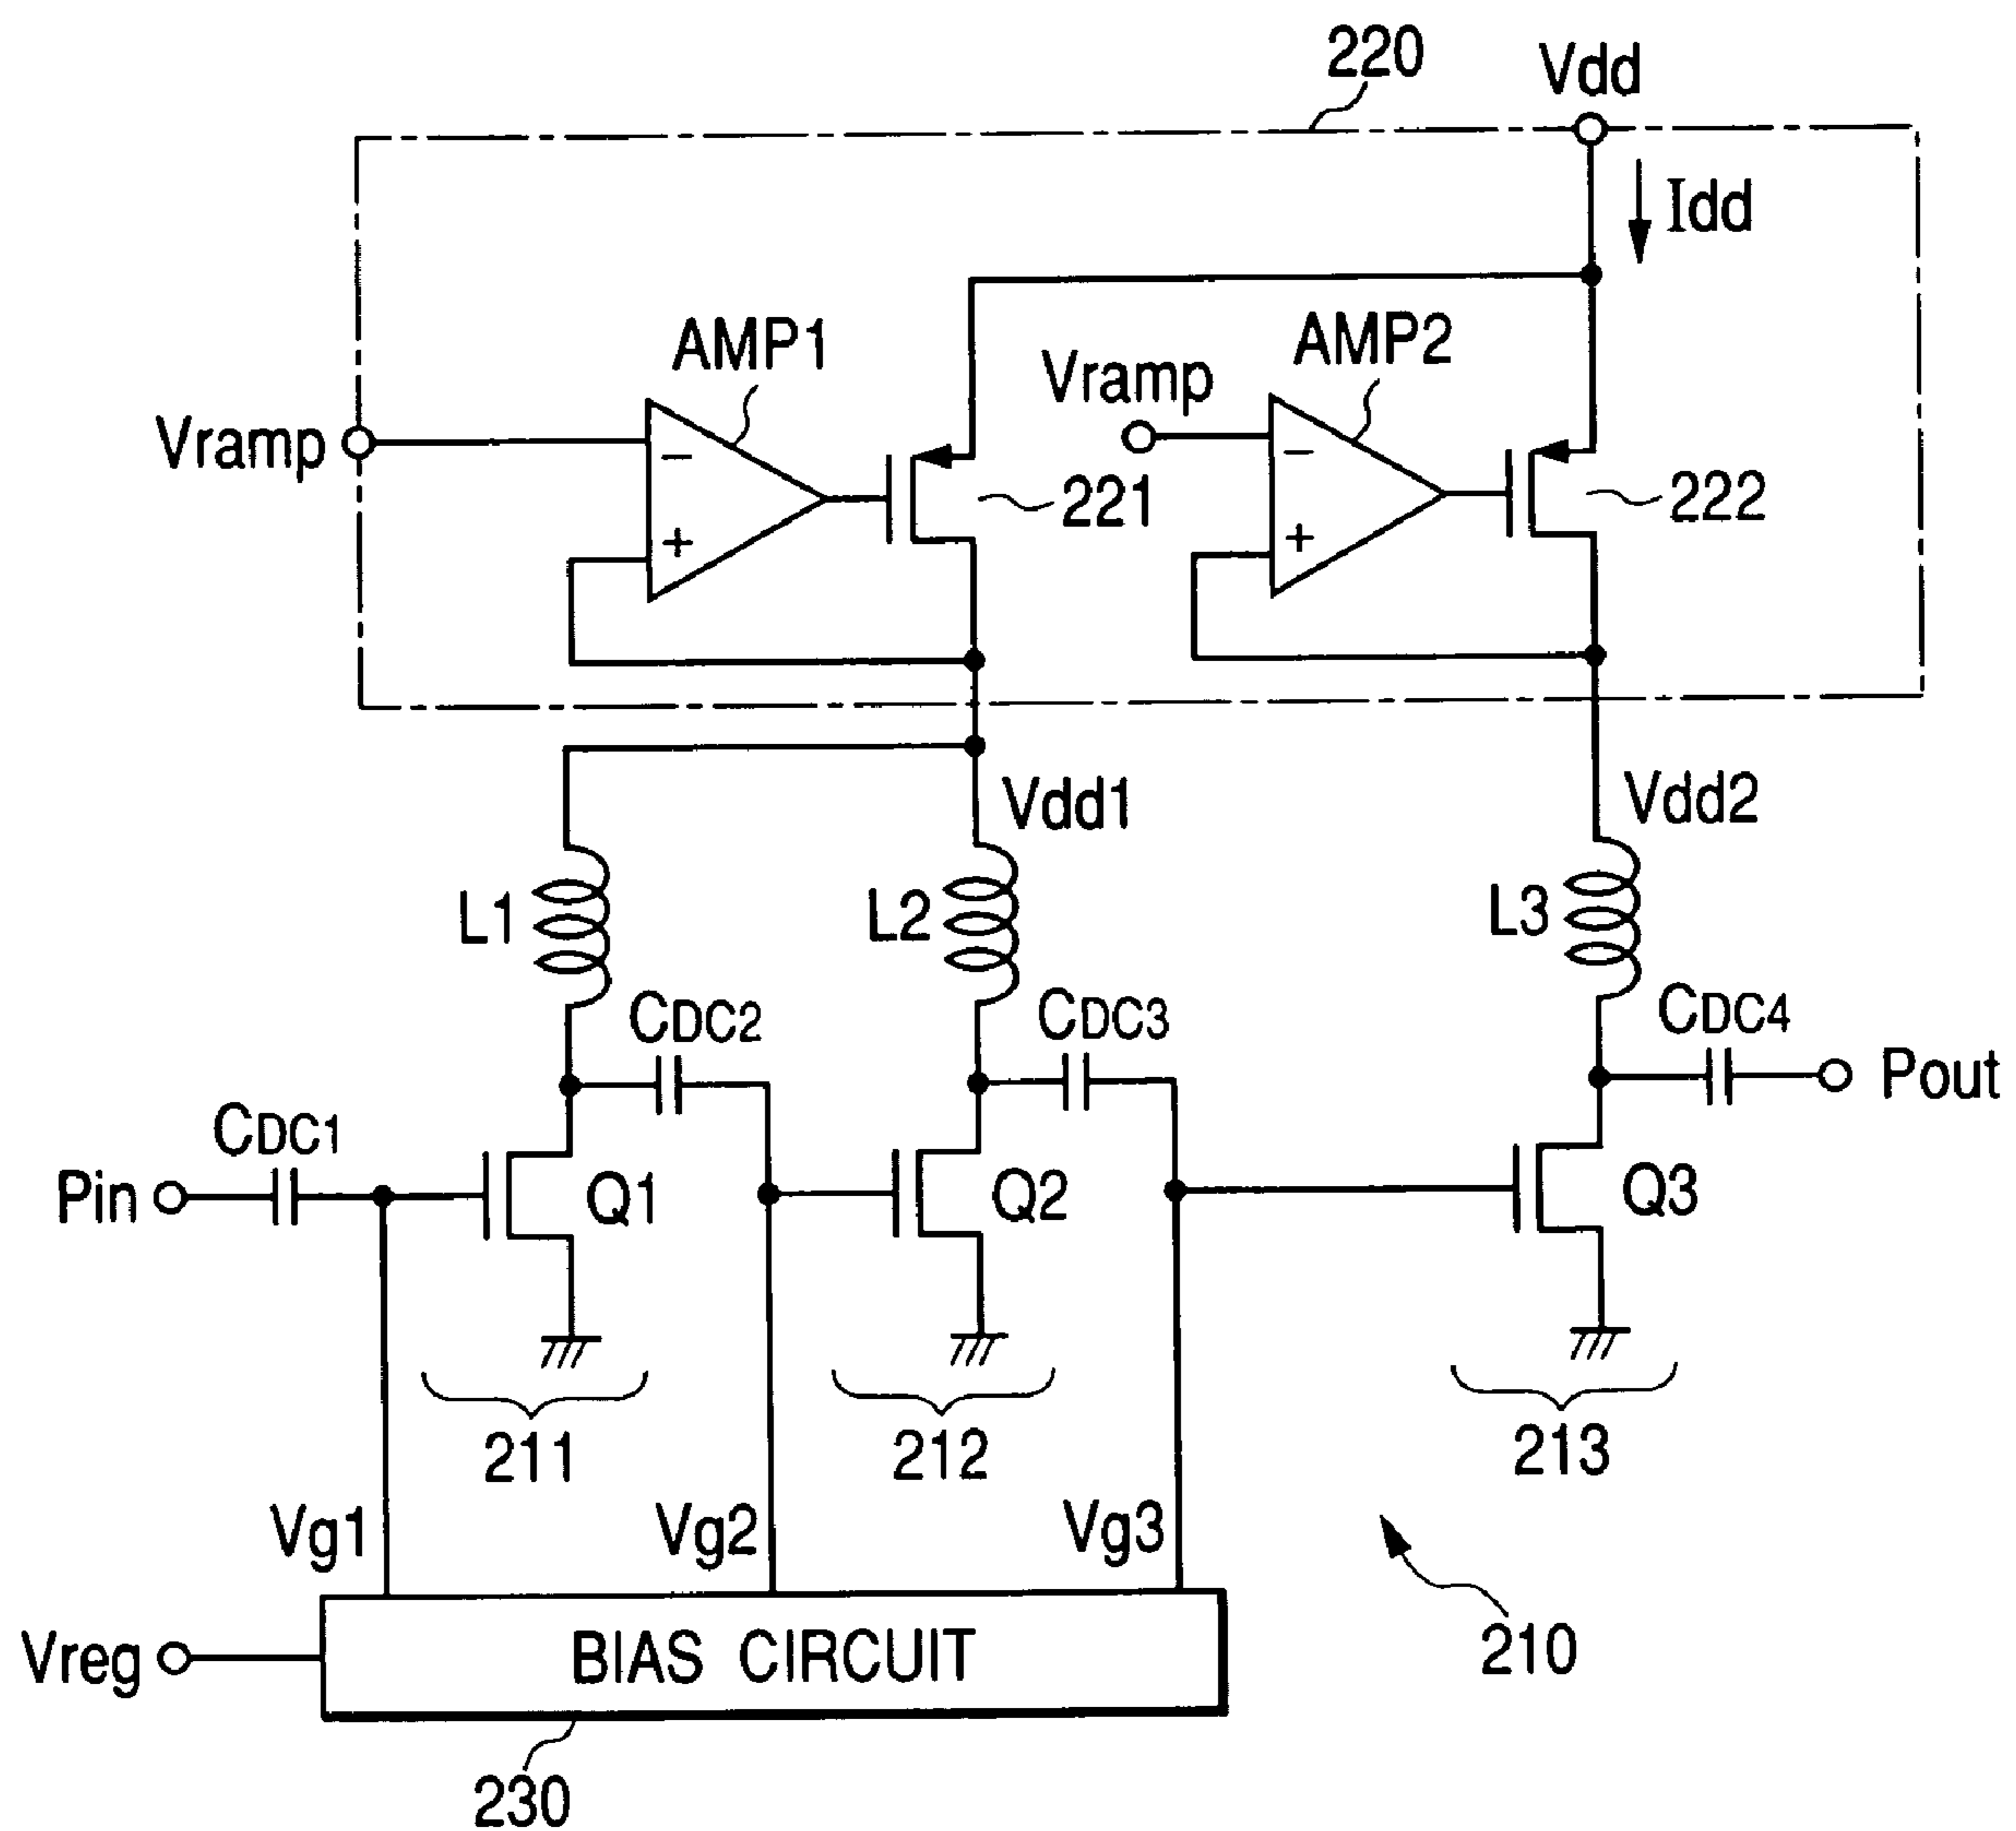 220
Vdd
Idd
AMP1
AMP2
Vramp
Vramp
−
+
−
+
221
222
Vdd1
Vdd2
L1
L2
L3
CDC2
CDC3
CDC4
Pout
CDC1
Pin
Q1
Q2
Q3
211
212
213
Vg1
Vg2
Vg3
Vreg
BIAS CIRCUIT
210
230